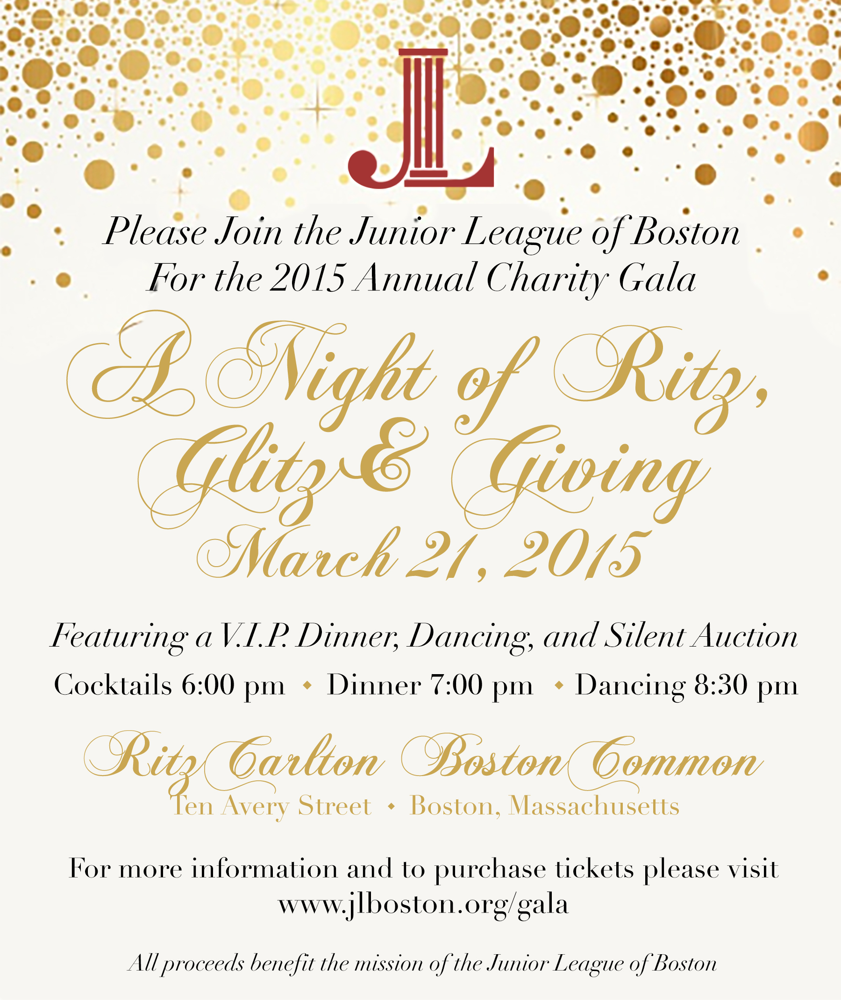 JL
Please Join the Junior League of Boston
For the 2015 Annual Charity Gala
A Night of Ritz,
Glitz & Giving
March 21, 2015
Featuring a V.I.P. Dinner, Dancing, and Silent Auction
Cocktails 6:00 pm ⬥ Dinner 7:00 pm ⬥ Dancing 8:30 pm
Ritz Carlton Boston Common
Ten Avery Street ⬥ Boston, Massachusetts
For more information and to purchase tickets please visit
www.jlboston.org/gala
All proceeds benefit the mission of the Junior League of Boston